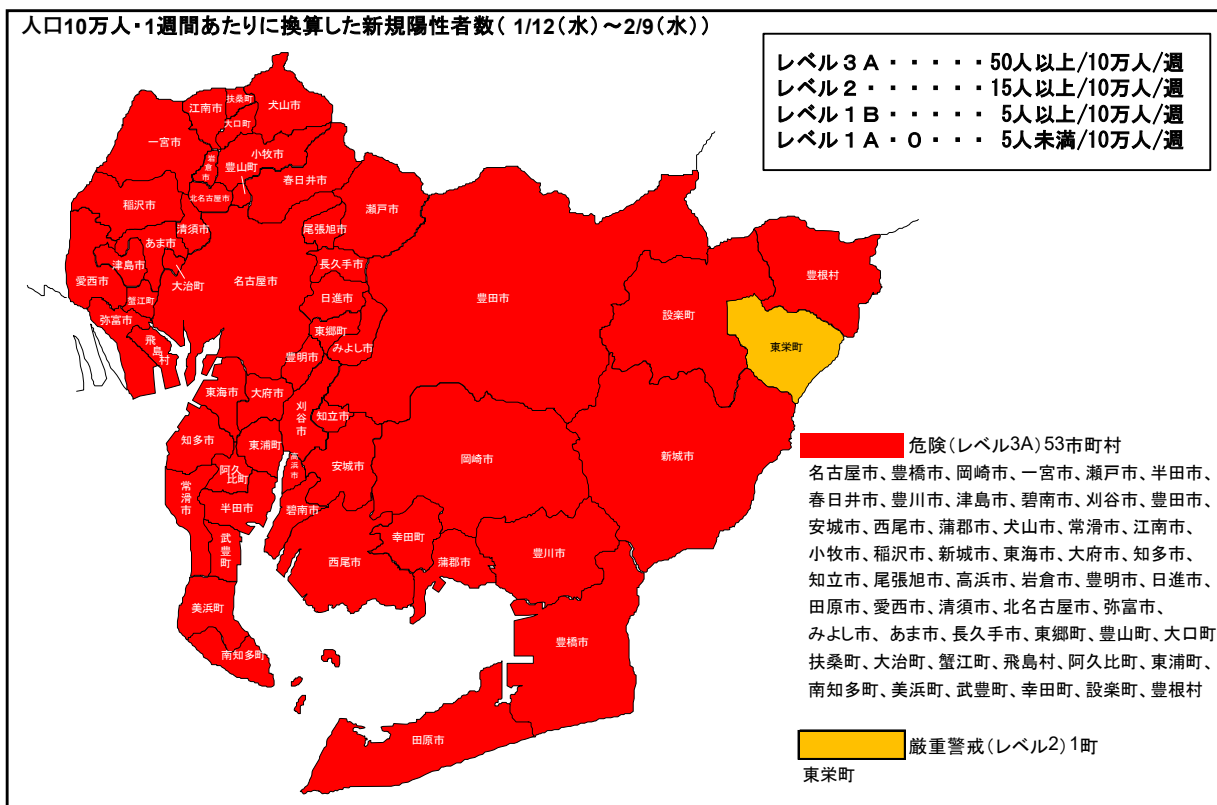 人口10万人・1週間あたりに換算した新規陽性者数( 1/12(水)～2/9(水))
レベル３Ａ・・・・・50人以上/10万人/週
レベル２・・・・・・15人以上/10万人/週
レベル１Ｂ・・・・・5人以上/10万人/週
レベル１Ａ・０・・・5人未満/10万人/週
江南市
扶桑町
犬山市
大口町
一宮市
岩倉市
豊山町
小牧市
春日井市
稲沢市
北名古屋市
瀬戸市
清須市
尾張旭市
あま市
津島市
愛西市
大治町
名古屋市
長久手市
蟹江町
日進市
弥富市
飛島村
東郷町
みよし市
豊明市
豊田市
設楽町
豊根村
東栄町
東海市
大府市
刈谷市
知立市
知多市
東浦町
阿久比町
高浜市
安城市
岡崎市
新城市
常滑市
半田市
碧南市
武豊町
西尾市
幸田町
蒲郡市
豊川市
美浜町
南知多町
豊橋市
田原市
危険(レベル3A)53市町村
名古屋市、豊橋市、岡崎市、一宮市、瀬戸市、半田市、
春日井市、豊川市、津島市、碧南市、刈谷市、豊田市、
安城市、西尾市、蒲郡市、犬山市、常滑市、江南市、
小牧市、稲沢市、新城市、東海市、大府市、知多市、
知立市、尾張旭市、高浜市、岩倉市、豊明市、日進市、
田原市、愛西市、清須市、北名古屋市、弥富市、
みよし市、あま市、長久手市、東郷町、豊山町、大口町
扶桑町、大治町、蟹江町、飛島村、阿久比町、東浦町、
南知多町、美浜町、武豊町、幸田町、設楽町、豊根村
厳重警戒(レベル2)1町
東栄町